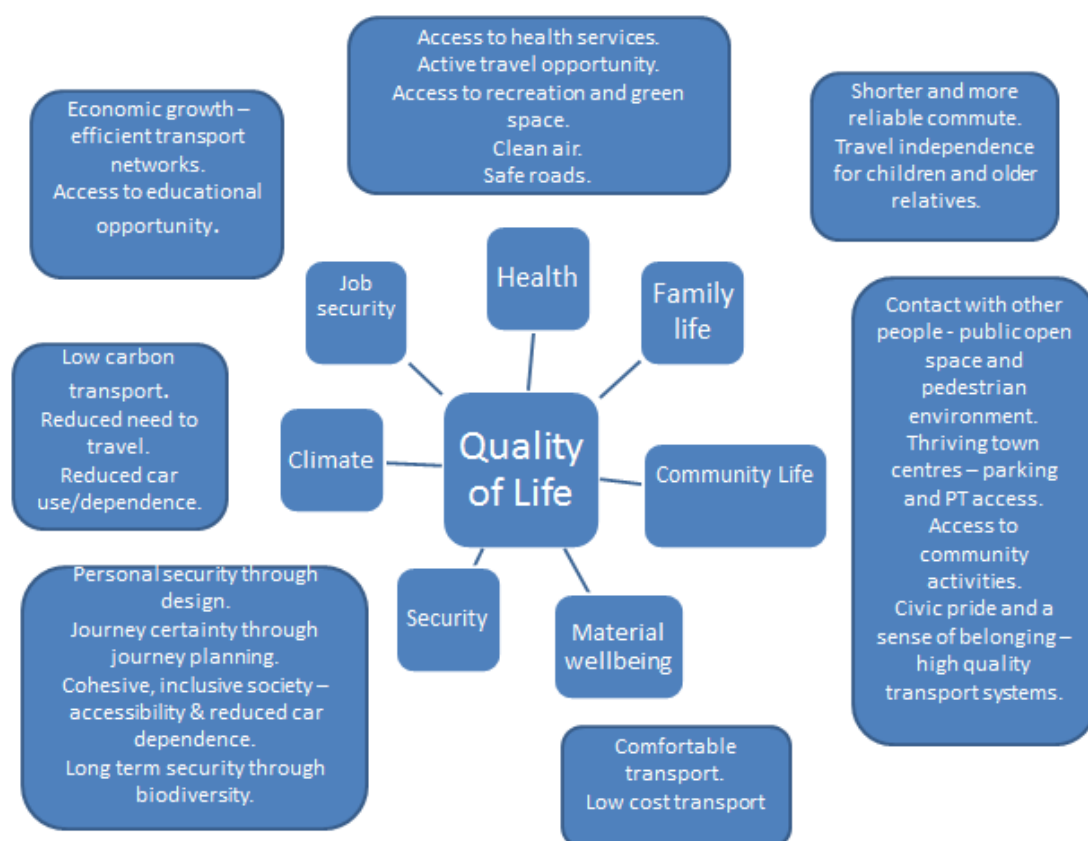 Access to health services.
Active travel opportunity.
Access to recreation and green
space.
Clean air.
Safe roads.
Economic growth –
efficient transport
networks.
Access to educational
opportunity.
Shorter and more
reliable commute.
Travel independence
for children and older
relatives.
Job
security
Health
Family
life
Contact with other
people - public open
space and
pedestrian
environment.
Thriving town
centres – parking
and PT access.
Access to
community
activities.
Civic pride and a
sense of belonging –
high quality
transport systems.
Low carbon
transport.
Reduced need to
travel.
Reduced car
use/dependence.
Climate
Quality
of Life
Community Life
Personal security through
design.
Journey certainty through
journey planning.
Cohesive, inclusive society –
accessibility & reduced car
dependence.
Long term security through
biodiversity.
Security
Material
wellbeing
Comfortable
transport.
Low cost transport